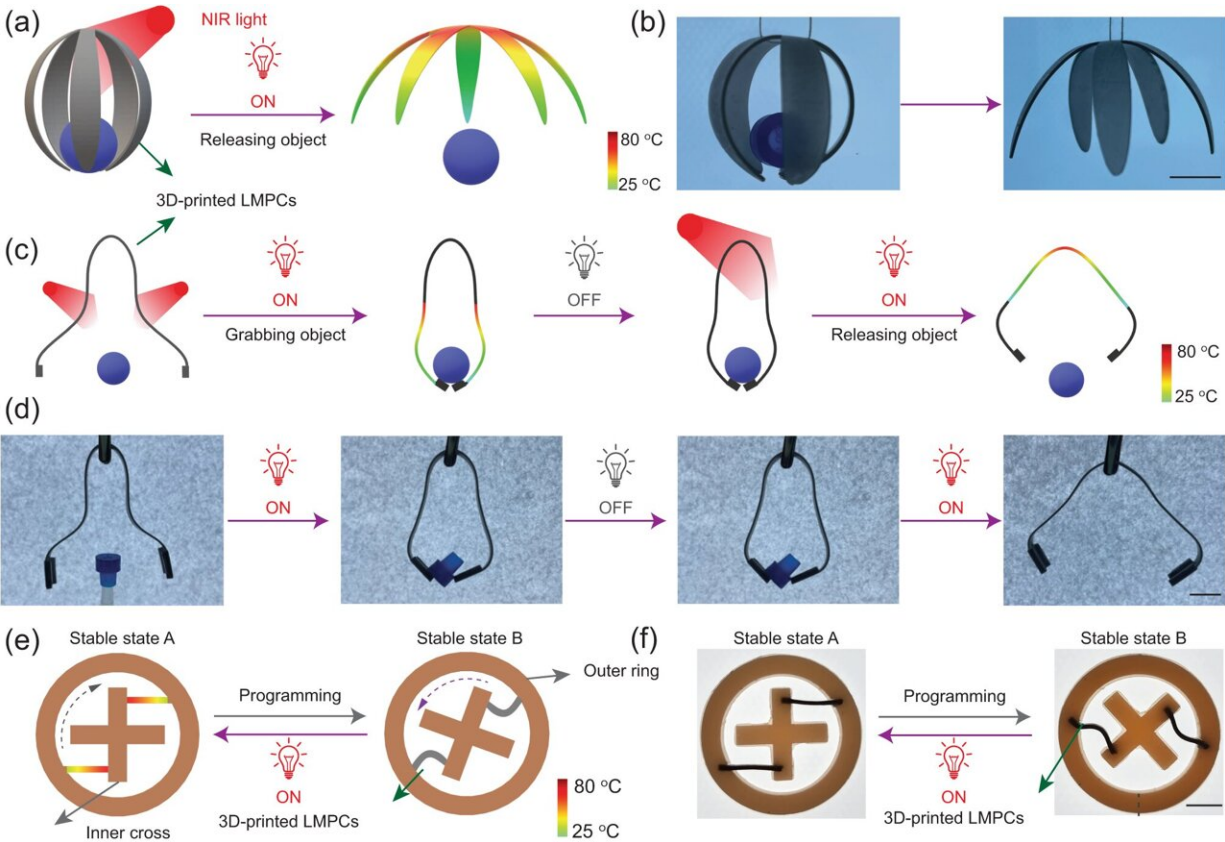 (a)
NIR light
ON
Releasing object
80 °C
25 °C
(b)
3D-printed LMPCs
(c)
ON
Grabbing object
OFF
ON
Releasing object
80 °C
25 °C
(d)
ON
OFF
ON
(e)
Stable state A
Stable state B
Outer ring
Programming
ON
3D-printed LMPCs
Inner cross
80 °C
25 °C
(f)
Stable state A
Stable state B
Programming
ON
3D-printed LMPCs